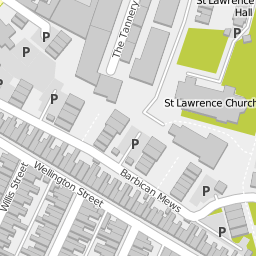 St Lawrence
Hall
P
P
P
The Tannery
P
P
St Lawrence Church
P
Barbican Mews
Wellington Street
Willis Street
P
P